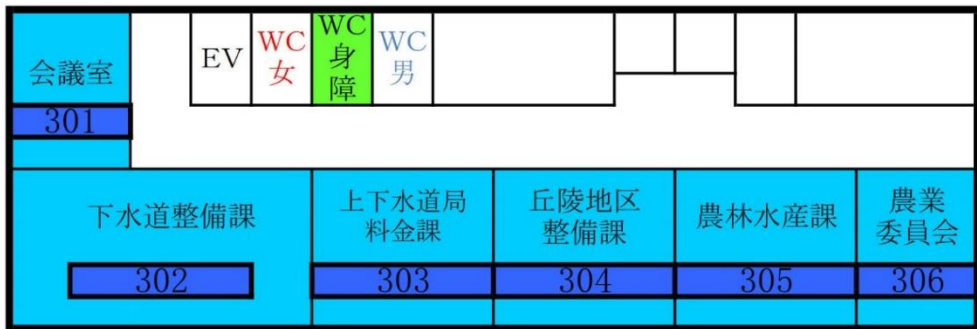 会議室
301
EV
WC
女
WC
身
障
WC
男
下水道整備課
302
上下水道局
料金課
303
丘陵地区
整備課
304
農林水産課
305
農業
委員会
306